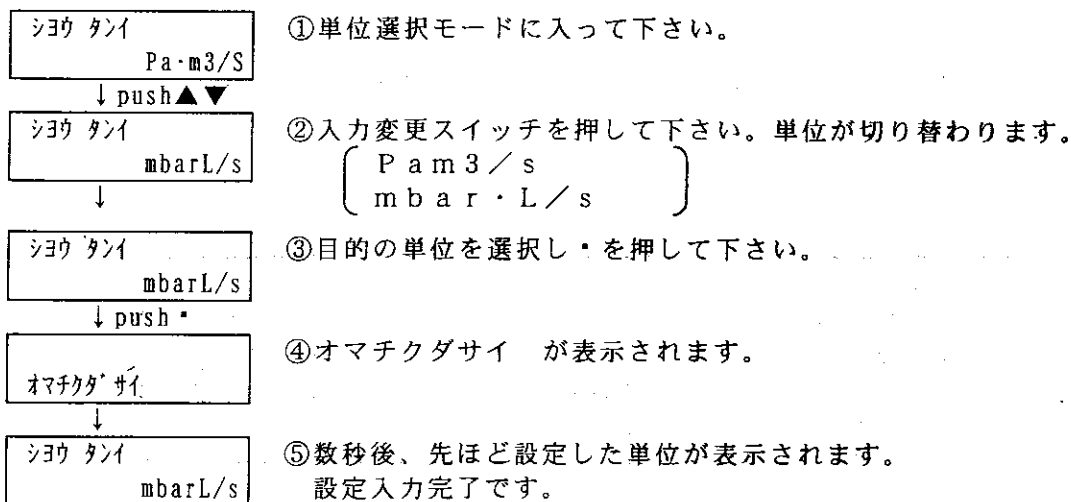 ｼﾖｳ ﾀﾝｲ ①単位選択モードに入って下さい。
Pa·m3/S
↓ push▲▼
ｼﾖｳ ﾀﾝｲ ②入力変更スイッチを押して下さい。単位が切り替わります。
Ｐａｍ３／ｓ
mbarL/s
ｍｂａｒ・Ｌ／ｓ
↓
ｼﾖｳ ﾀﾝｲ ③目的の単位を選択し▪を押して下さい。
mbarL/s
↓ push▪
④オマチクダサイ　が表示されます。
ｵﾏﾁｸﾀﾞｻｲ
↓
ｼﾖｳ ﾀﾝｲ ⑤数秒後、先ほど設定した単位が表示されます。
mbarL/s 設定入力完了です。